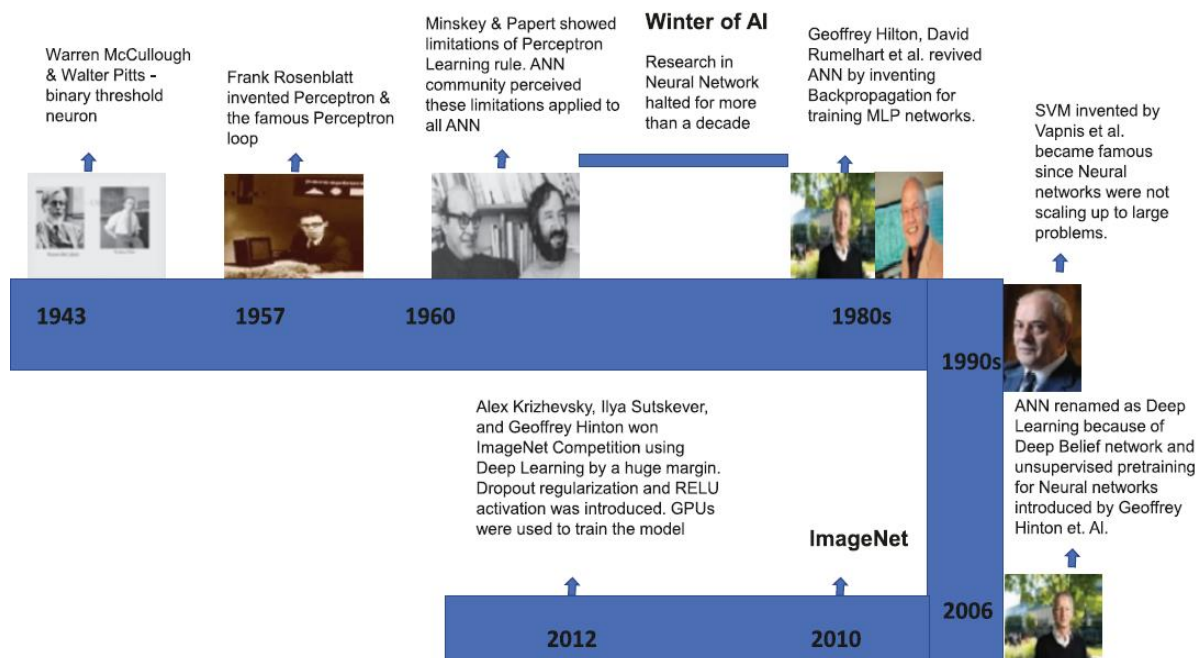 Warren McCullough
& Walter Pitts -
binary threshold
neuron
Frank Rosenblatt
invented Perceptron &
the famous Perceptron
loop
Minskey & Papert showed
limitations of Perceptron
Learning rule. ANN
community perceived
these limitations applied to
all ANN
Winter of AI
Research in
Neural Network
halted for more
than a decade
Geoffrey Hilton, David
Rumelhart et al. revived
ANN by inventing
Backpropagation for
training MLP networks.
SVM invented by
Vapnis et al.
became famous
since Neural
networks were not
scaling up to large
problems.
1943
1957
1960
1980s
1990s
ANN renamed as Deep
Learning because of
Deep Belief network and
unsupervised pretraining
for Neural networks
introduced by Geoffrey
Hinton et. Al.
Alex Krizhevsky, Ilya Sutskever,
and Geoffrey Hinton won
ImageNet Competition using
Deep Learning by a huge margin.
Dropout regularization and RELU
activation was introduced. GPUs
were used to train the model
ImageNet
2006
2010
2012